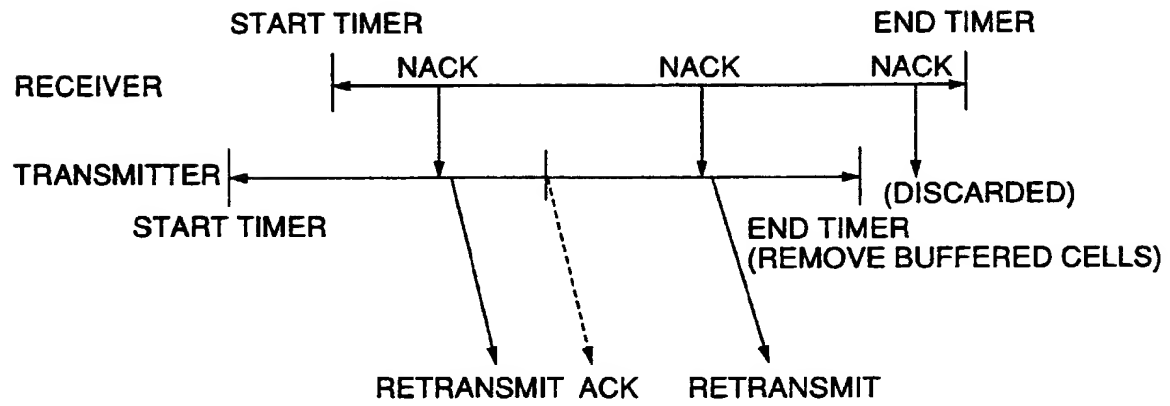 START TIMER
END TIMER
NACK
NACK
NACK
RECEIVER
TRANSMITTER
(DISCARDED)
START TIMER
END TIMER
(REMOVE BUFFERED CELLS)
RETRANSMIT
ACK
RETRANSMIT